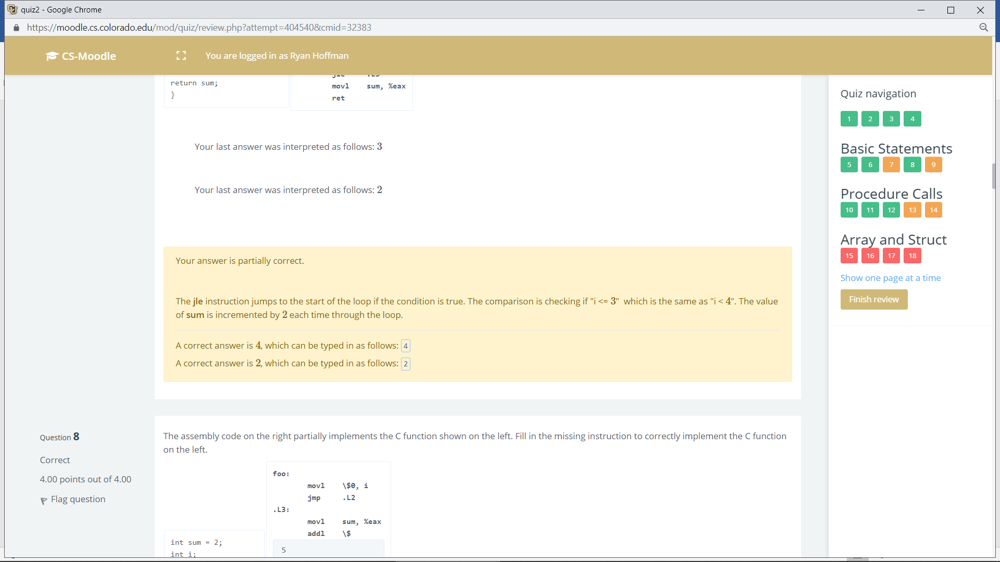 quiz2 - Google Chrome
https://moodle.cs.colorado.edu/mod/quiz/review.php?attempt=404540&cmid=32383
CS-Moodle
You are logged in as Ryan Hoffman
return sum;
}
movl sum, %eax
ret
Your last answer was interpreted as follows: 3
Your last answer was interpreted as follows: 2
Your answer is partially correct.
The jle instruction jumps to the start of the loop if the condition is true. The comparison is checking if "i <= 3" which is the same as "i < 4". The value
of sum is incremented by 2 each time through the loop.
A correct answer is 4, which can be typed in as follows: 4
A correct answer is 2, which can be typed in as follows: 2
Question 8
Correct
4.00 points out of 4.00
Flag question
The assembly code on the right partially implements the C function shown on the left. Fill in the missing instruction to correctly implement the C function
on the left.
int sum = 2;
int i;
foo:
movl \$0, i
jmp .L2
.L3:
movl sum, %eax
addl \$
5
Quiz navigation
1 2 3 4
Basic Statements
5 6 7 8 9
Procedure Calls
10 11 12 13 14
Array and Struct
15 16 17 18
Show one page at a time
Finish review